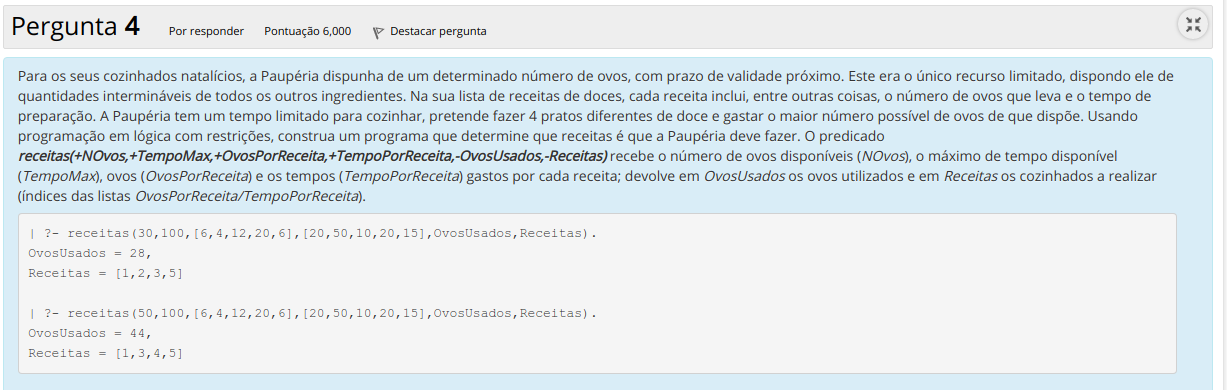 Pergunta 4 Por responder Pontuação 6,000 Destacar pergunta
Para os seus cozinhados natalícios, a Paupéria dispunha de um determinado número de ovos, com prazo de validade próximo. Este era o único recurso limitado, dispondo ele de
quantidades intermináveis de todos os outros ingredientes. Na sua lista de receitas de doces, cada receita inclui, entre outras coisas, o número de ovos que leva e o tempo de
preparação. A Paupéria tem um tempo limitado para cozinhar, pretende fazer 4 pratos diferentes de doce e gastar o maior número possível de ovos de que dispõe. Usando
programação em lógica com restrições, construa um programa que determine que receitas é que a Paupéria deve fazer. O predicado
receitas(+NOvos,+TempoMax,+OvosPorReceita,+TempoPorReceita,-OvosUsados,-Receitas) recebe o número de ovos disponíveis (NOvos), o máximo de tempo disponível
(TempoMax), ovos (OvosPorReceita) e os tempos (TempoPorReceita) gastos por cada receita; devolve em OvosUsados os ovos utilizados e em Receitas os cozinhados a realizar
(índices das listas OvosPorReceita/TempoPorReceita).
| ?- receitas(30,100,[6,4,12,20,6],[20,50,10,20,15],OvosUsados,Receitas).
OvosUsados = 28,
Receitas = [1,2,3,5]
| ?- receitas(50,100,[6,4,12,20,6],[20,50,10,20,15],OvosUsados,Receitas).
OvosUsados = 44,
Receitas = [1,3,4,5]